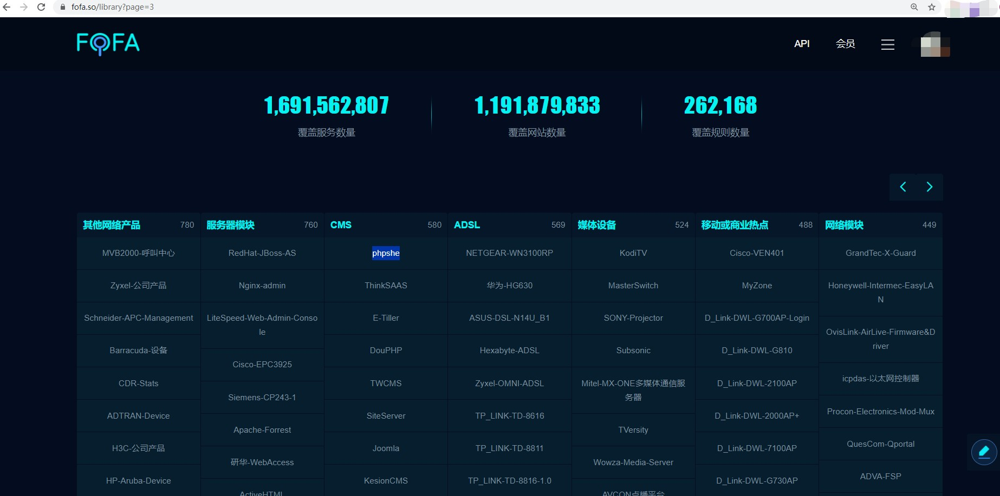 fofa.so/library?page=3
FOFA
API
会员
1,691,562,807
1,191,879,833
262,168
覆盖服务数量
覆盖网站数量
覆盖规则数量
其他网络产品 780
MVB2000-呼叫中心
Zyxel-公司产品
Schneider-APC-Management
Barracuda-设备
CDR-Stats
ADTRAN-Device
H3C-公司产品
HP-Aruba-Device
服务器模块 760
RedHat-JBoss-AS
Nginx-admin
LiteSpeed-Web-Admin-Conso
le
Cisco-EPC3925
Siemens-CP243-1
Apache-Forrest
研华-WebAccess
ActiveHTML
CMS 580
phpshe
ThinkSAAS
E-Tiller
DouPHP
TWCMS
SiteServer
Joomla
KesionCMS
ADSL 569
NETGEAR-WN3100RP
华为-HG630
ASUS-DSL-N14U_B1
Hexabyte-ADSL
Zyxel-OMNI-ADSL
TP_LINK-TD-8616
TP_LINK-TD-8811
TP_LINK-TD-8816-1.0
媒体设备 524
KodiTV
MasterSwitch
SONY-Projector
Subsonic
Mitel-MX-ONE多媒体通信服
务器
TVersity
Wowza-Media-Server
AVCON点播平台
移动或商业热点 488
Cisco-VEN401
MyZone
D_Link-DWL-G700AP-Login
D_Link-DWL-G810
D_Link-DWL-2100AP
D_Link-DWL-2000AP+
D_Link-DWL-7100AP
D_Link-DWL-G730AP
网络模块 449
GrandTec-X-Guard
Honeywell-Intermec-EasyLA
N
OvisLink-AirLive-Firmware&D
river
icpdas-以太网控制器
Procon-Electronics-Mod-Mux
QuesCom-Qportal
ADVA-FSP